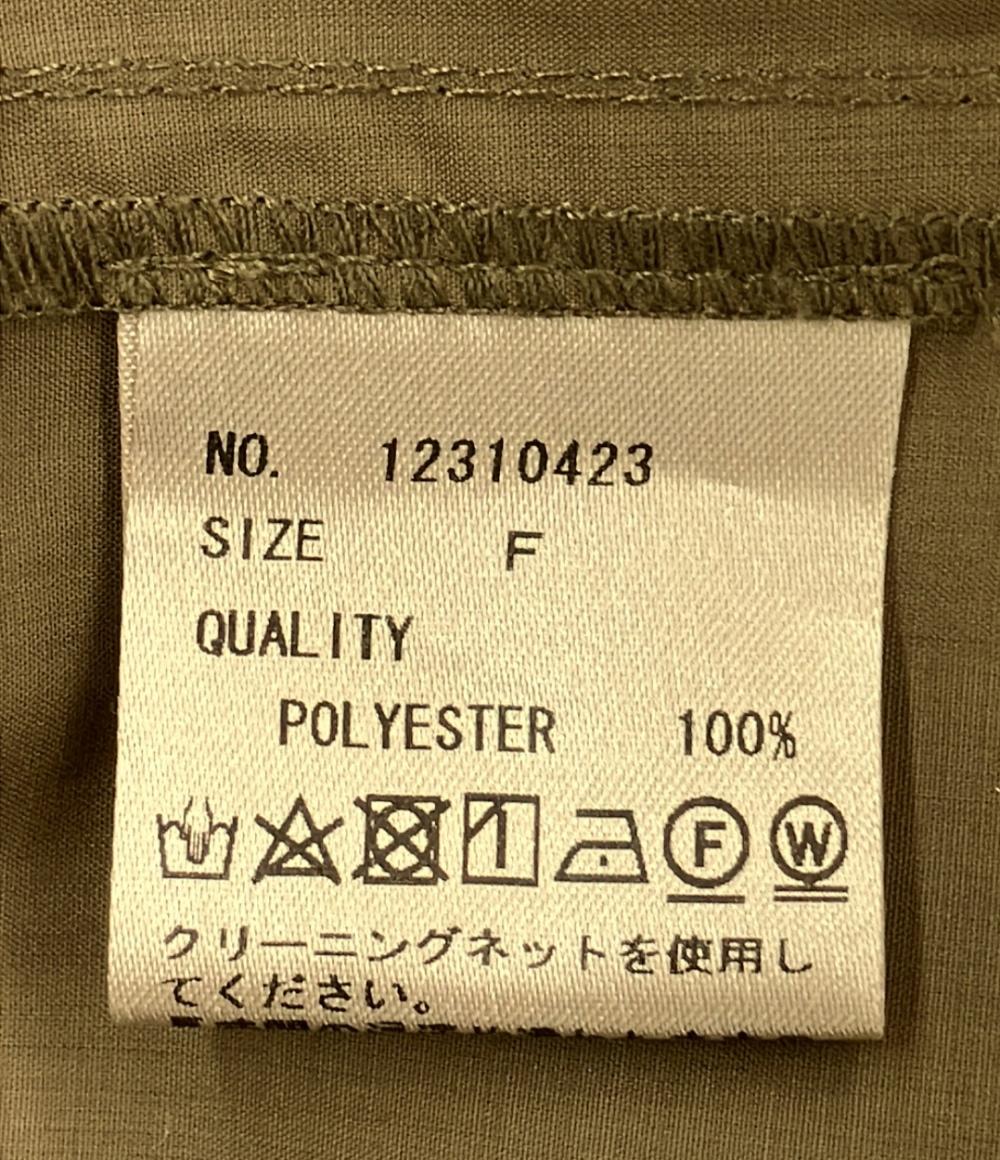 NO. 12310423
SIZE F
QUALITY
POLYESTER 100%
F W
クリーニングネットを使用し
てください。